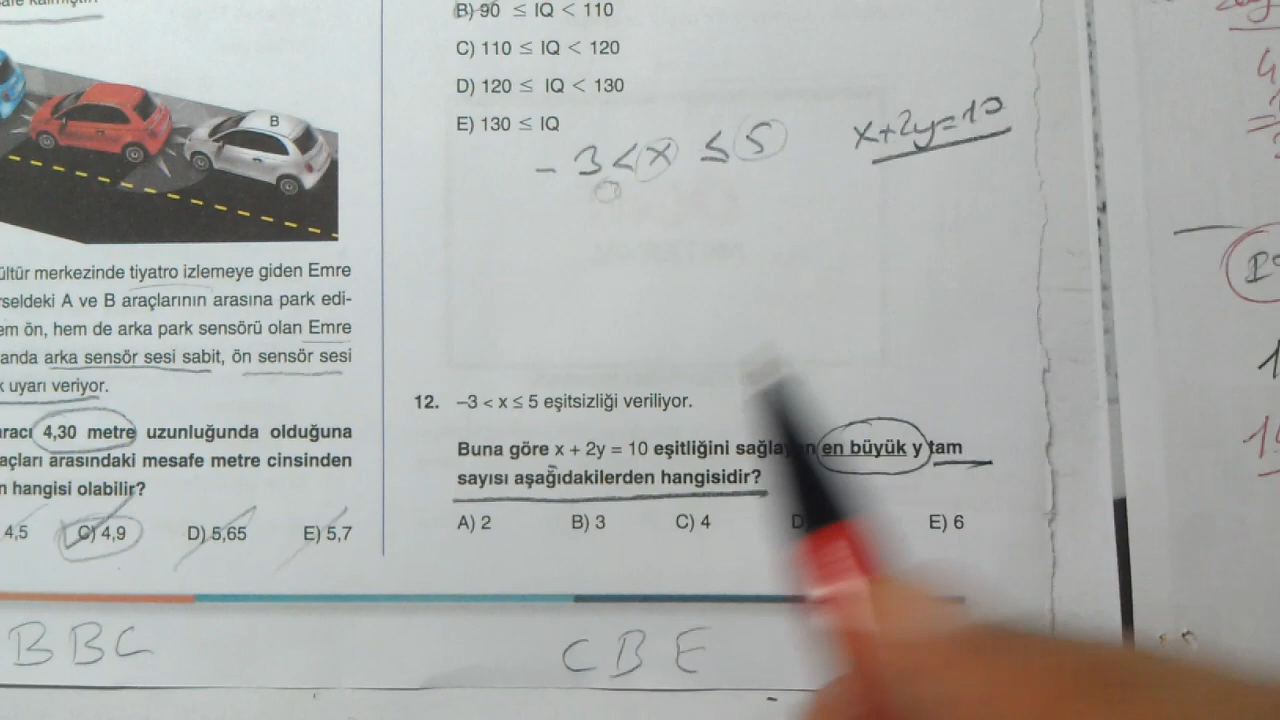 B
ültür merkezinde tiyatro izlemeye giden Emre
rseldeki A ve B araçlarının arasına park edi-
em ön, hem de arka park sensörü olan Emre
anda arka sensör sesi sabit, ön sensör sesi
k uyarı veriyor.
aracı 4,30 metre uzunluğunda olduğuna
açları arasındaki mesafe metre cinsinden
n hangisi olabilir?
4,5 C) 4,9 D) 5,65 E) 5,7
B B C
B) 90 ≤ IQ < 110
C) 110 ≤ IQ < 120
D) 120 ≤ IQ < 130
E) 130 ≤ IQ
-3 < x ≤ 5
x+2y=10
12. –3 < x ≤ 5 eşitsizliği veriliyor.
Buna göre x + 2y = 10 eşitliğini en büyük y tam
sayısı aşağıdakilerden hangisidir?
A) 2 B) 3 C) 4 D E) 6
C B E